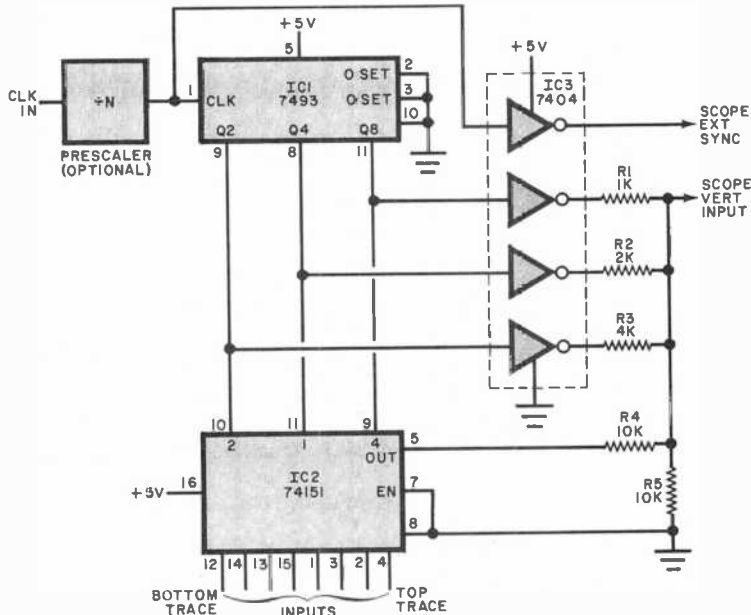 +5V
5
IC1
7493
1
CLK
O SET
2
O SET
3
10
Q2
Q4
Q8
9
8
11
CLK
IN
÷N
PRESCALER
(OPTIONAL)
+5V
IC3
7404
SCOPE
EXT
SYNC
R1
1K
SCOPE
VERT
INPUT
R2
2K
R3
4K
10
11
9
2
1
4
OUT
5
R4
10K
IC2
74151
+5V
16
EN
7
8
R5
10K
12
14
13
15
1
3
2
4
BOTTOM
TRACE
INPUTS
TOP
TRACE